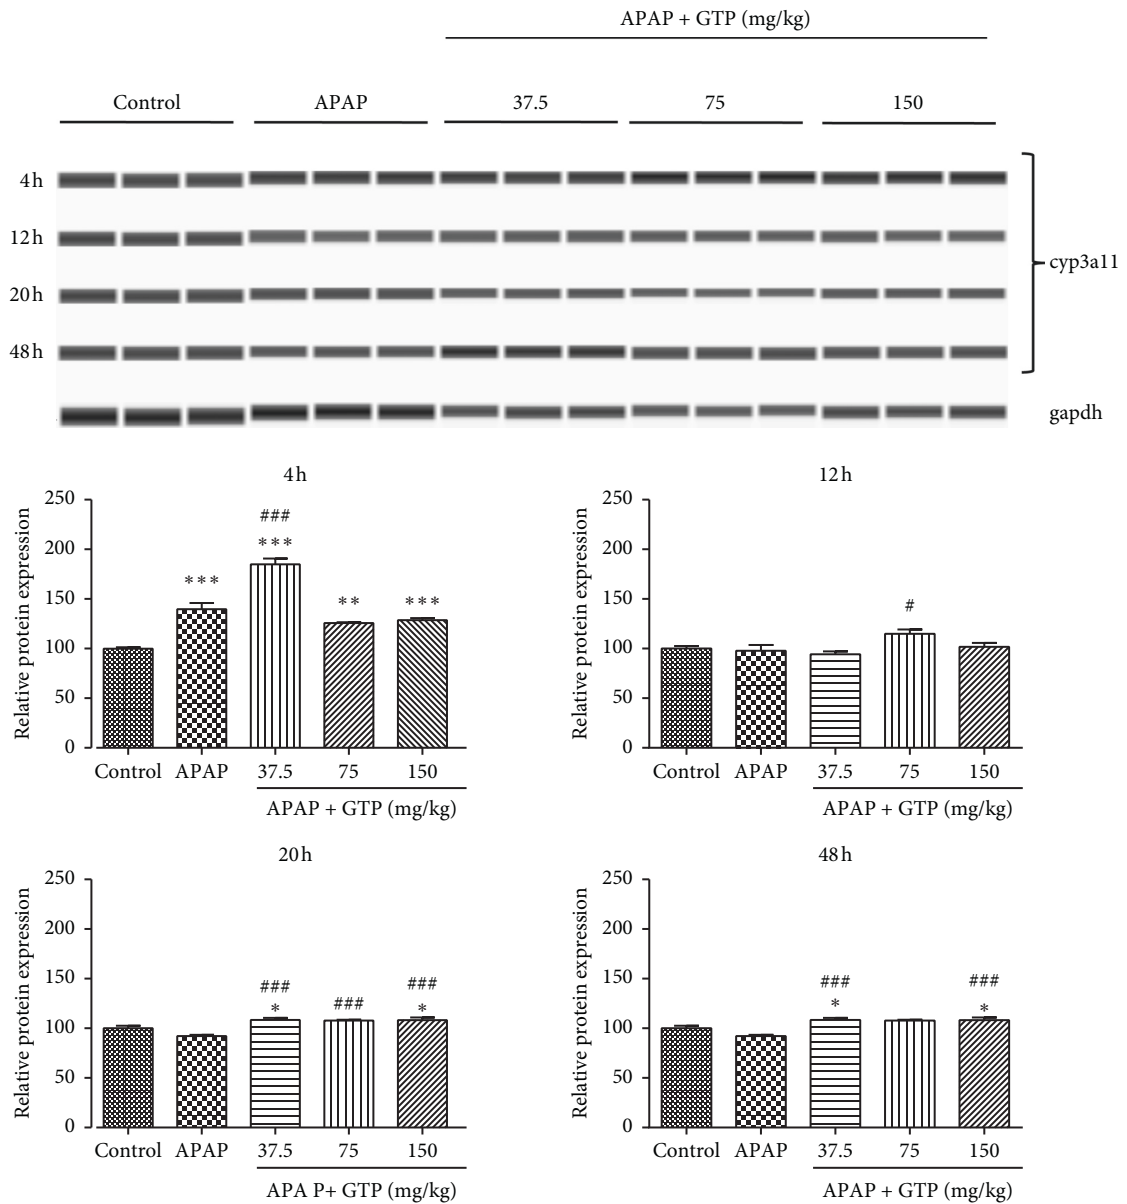 APAP + GTP (mg/kg)
Control APAP 37.5 75 150
4h
12h
20h
48h
cyp3a11
gapdh
4h
Relative protein expression
250
200
150
100
50
0
***
###
***
**
***
Control APAP 37.5 75 150
APAP + GTP (mg/kg)
12h
Relative protein expression
250
200
150
100
50
0
#
Control APAP 37.5 75 150
APAP + GTP (mg/kg)
20h
Relative protein expression
250
200
150
100
50
0
###
*
###
###
*
Control APAP 37.5 75 150
APA P+ GTP (mg/kg)
48h
Relative protein expression
250
200
150
100
50
0
###
*
###
*
Control APAP 37.5 75 150
APAP + GTP (mg/kg)